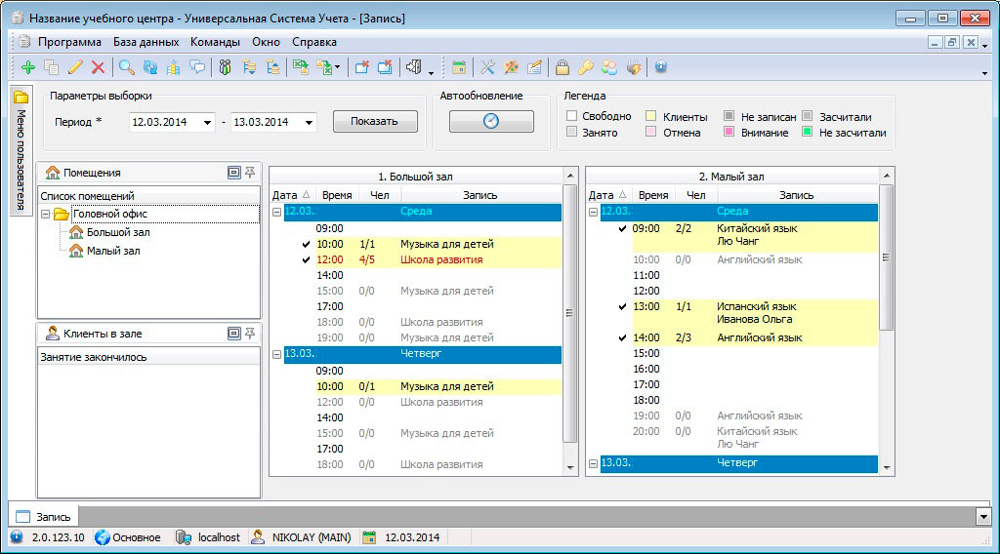 Название учебного центра - Универсальная Система Учета - [Запись]
Программа База данных Команды Окно Справка
Меню пользователя
Параметры выборки
Период * 12.03.2014 - 13.03.2014 Показать
Автообновление
Легенда
Свободно Клиенты Не записан Засчитали
Занято Отмена Внимание Не засчитали
Помещения
Список помещений
Головной офис
Большой зал
Малый зал
Клиенты в зале
Занятие закончилось
1. Большой зал
Дата Время Чел Запись
12.03. Среда
09:00
10:00 1/1 Музыка для детей
12:00 4/5 Школа развития
14:00
15:00 0/0 Музыка для детей
17:00
18:00 0/0 Школа развития
19:00 0/0 Музыка для детей
13.03. Четверг
09:00
10:00 0/1 Музыка для детей
12:00 0/0 Школа развития
14:00
15:00 0/0 Музыка для детей
17:00
18:00 0/0 Школа развития
2. Малый зал
Дата Время Чел Запись
12.03. Среда
09:00 2/2 Китайский язык
Лю Чанг
10:00 0/0 Английский язык
11:00
12:00
13:00 1/1 Испанский язык
Иванова Ольга
14:00 2/3 Английский язык
15:00
16:00
17:00
18:00
19:00 0/0 Английский язык
20:00 0/0 Китайский язык
Лю Чанг
13.03. Четверг
Запись
2.0.123.10 Основное localhost NIKOLAY (MAIN) 12.03.2014